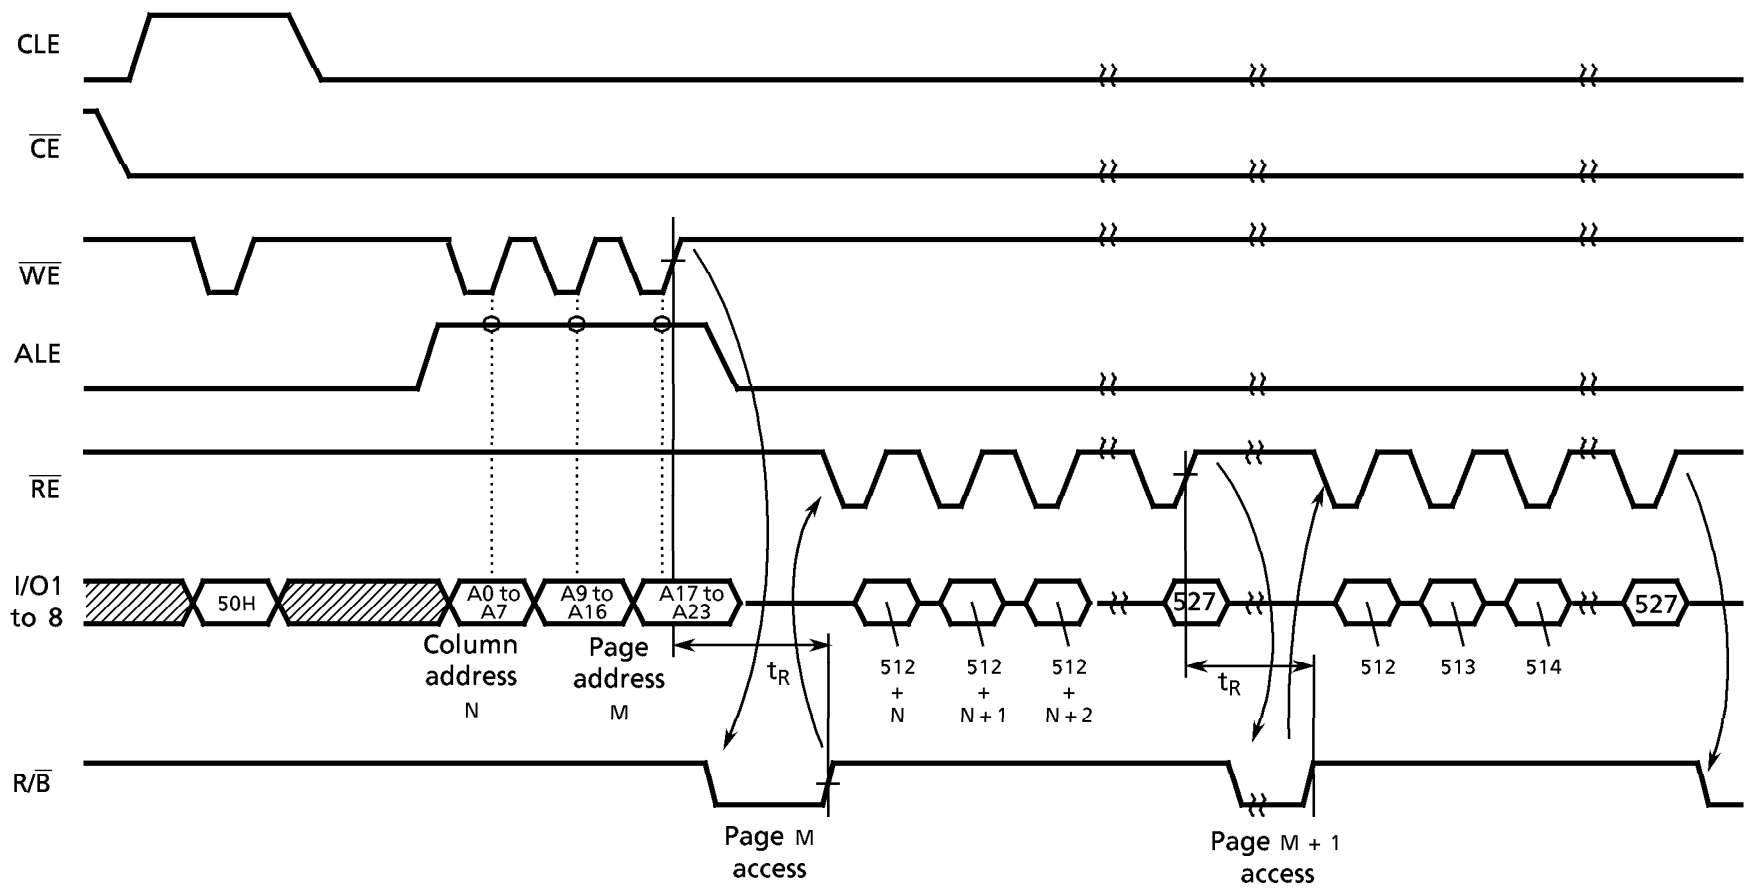 CLE
CE
WE
ALE
RE
I/O1
to 8
50H
A0 to
A7
A9 to
A16
A17 to
A23
527
527
Column
address
N
Page
address
M
tR
512
+
N
512
+
N + 1
512
+
N + 2
tR
512
513
514
R/B
Page M
access
Page M + 1
access